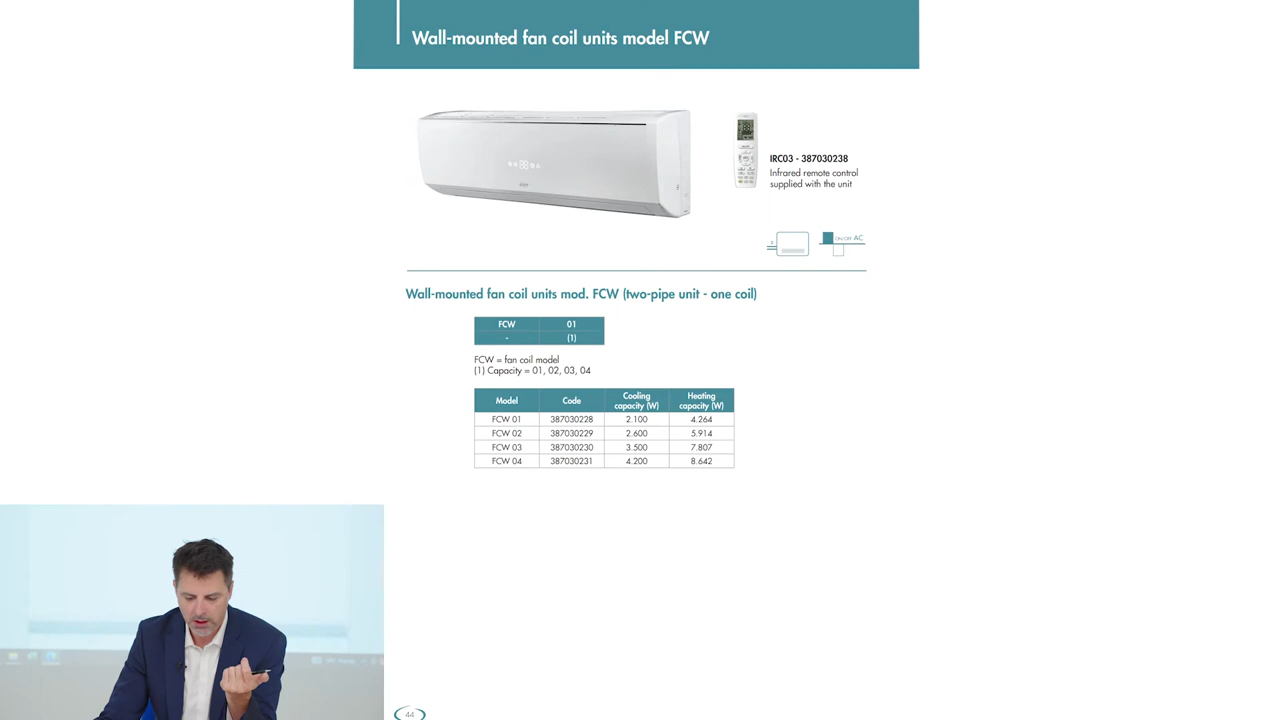 Wall-mounted fan coil units model FCW
IRC03 - 387030238
Infrared remote control
supplied with the unit
ON/OFF AC
Wall-mounted fan coil units mod. FCW (two-pipe unit - one coil)
FCW 01
- (1)
FCW = fan coil model
(1) Capacity = 01, 02, 03, 04
Model Code Cooling capacity (W) Heating capacity (W)
FCW 01 387030228 2.100 4.264
FCW 02 387030229 2.600 5.914
FCW 03 387030230 3.500 7.807
FCW 04 387030231 4.200 8.642
44